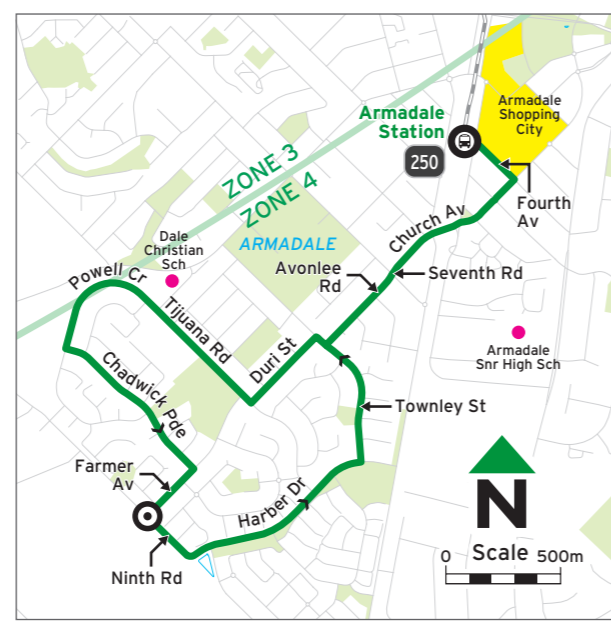 Armadale
Station
250
Armadale
Shopping
City
ZONE 3
ZONE 4
Fourth
Av
Church Av
Dale
Christian
Sch
ARMADALE
Avonlee
Rd
Seventh Rd
Powell Cr
Tijuana Rd
Duri St
Armadale
Snr High Sch
Chadwick Pde
Townley St
Farmer
Av
Harber Dr
Ninth Rd
N
0 Scale 500m